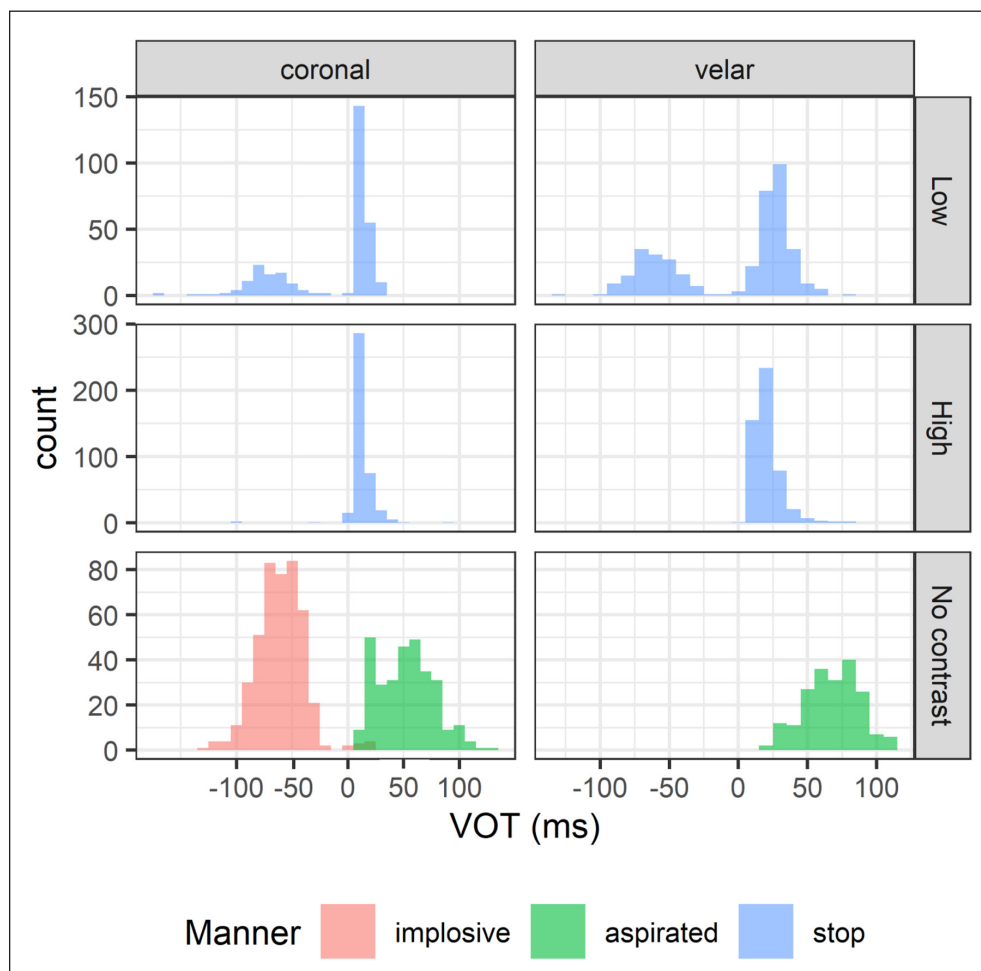 coronal velar
150
100
50
0
Low
300
200
100
0
High
80
60
40
20
0
No contrast
count
-100 -50 0 50 100 -100 -50 0 50 100
VOT (ms)
Manner implosive aspirated stop